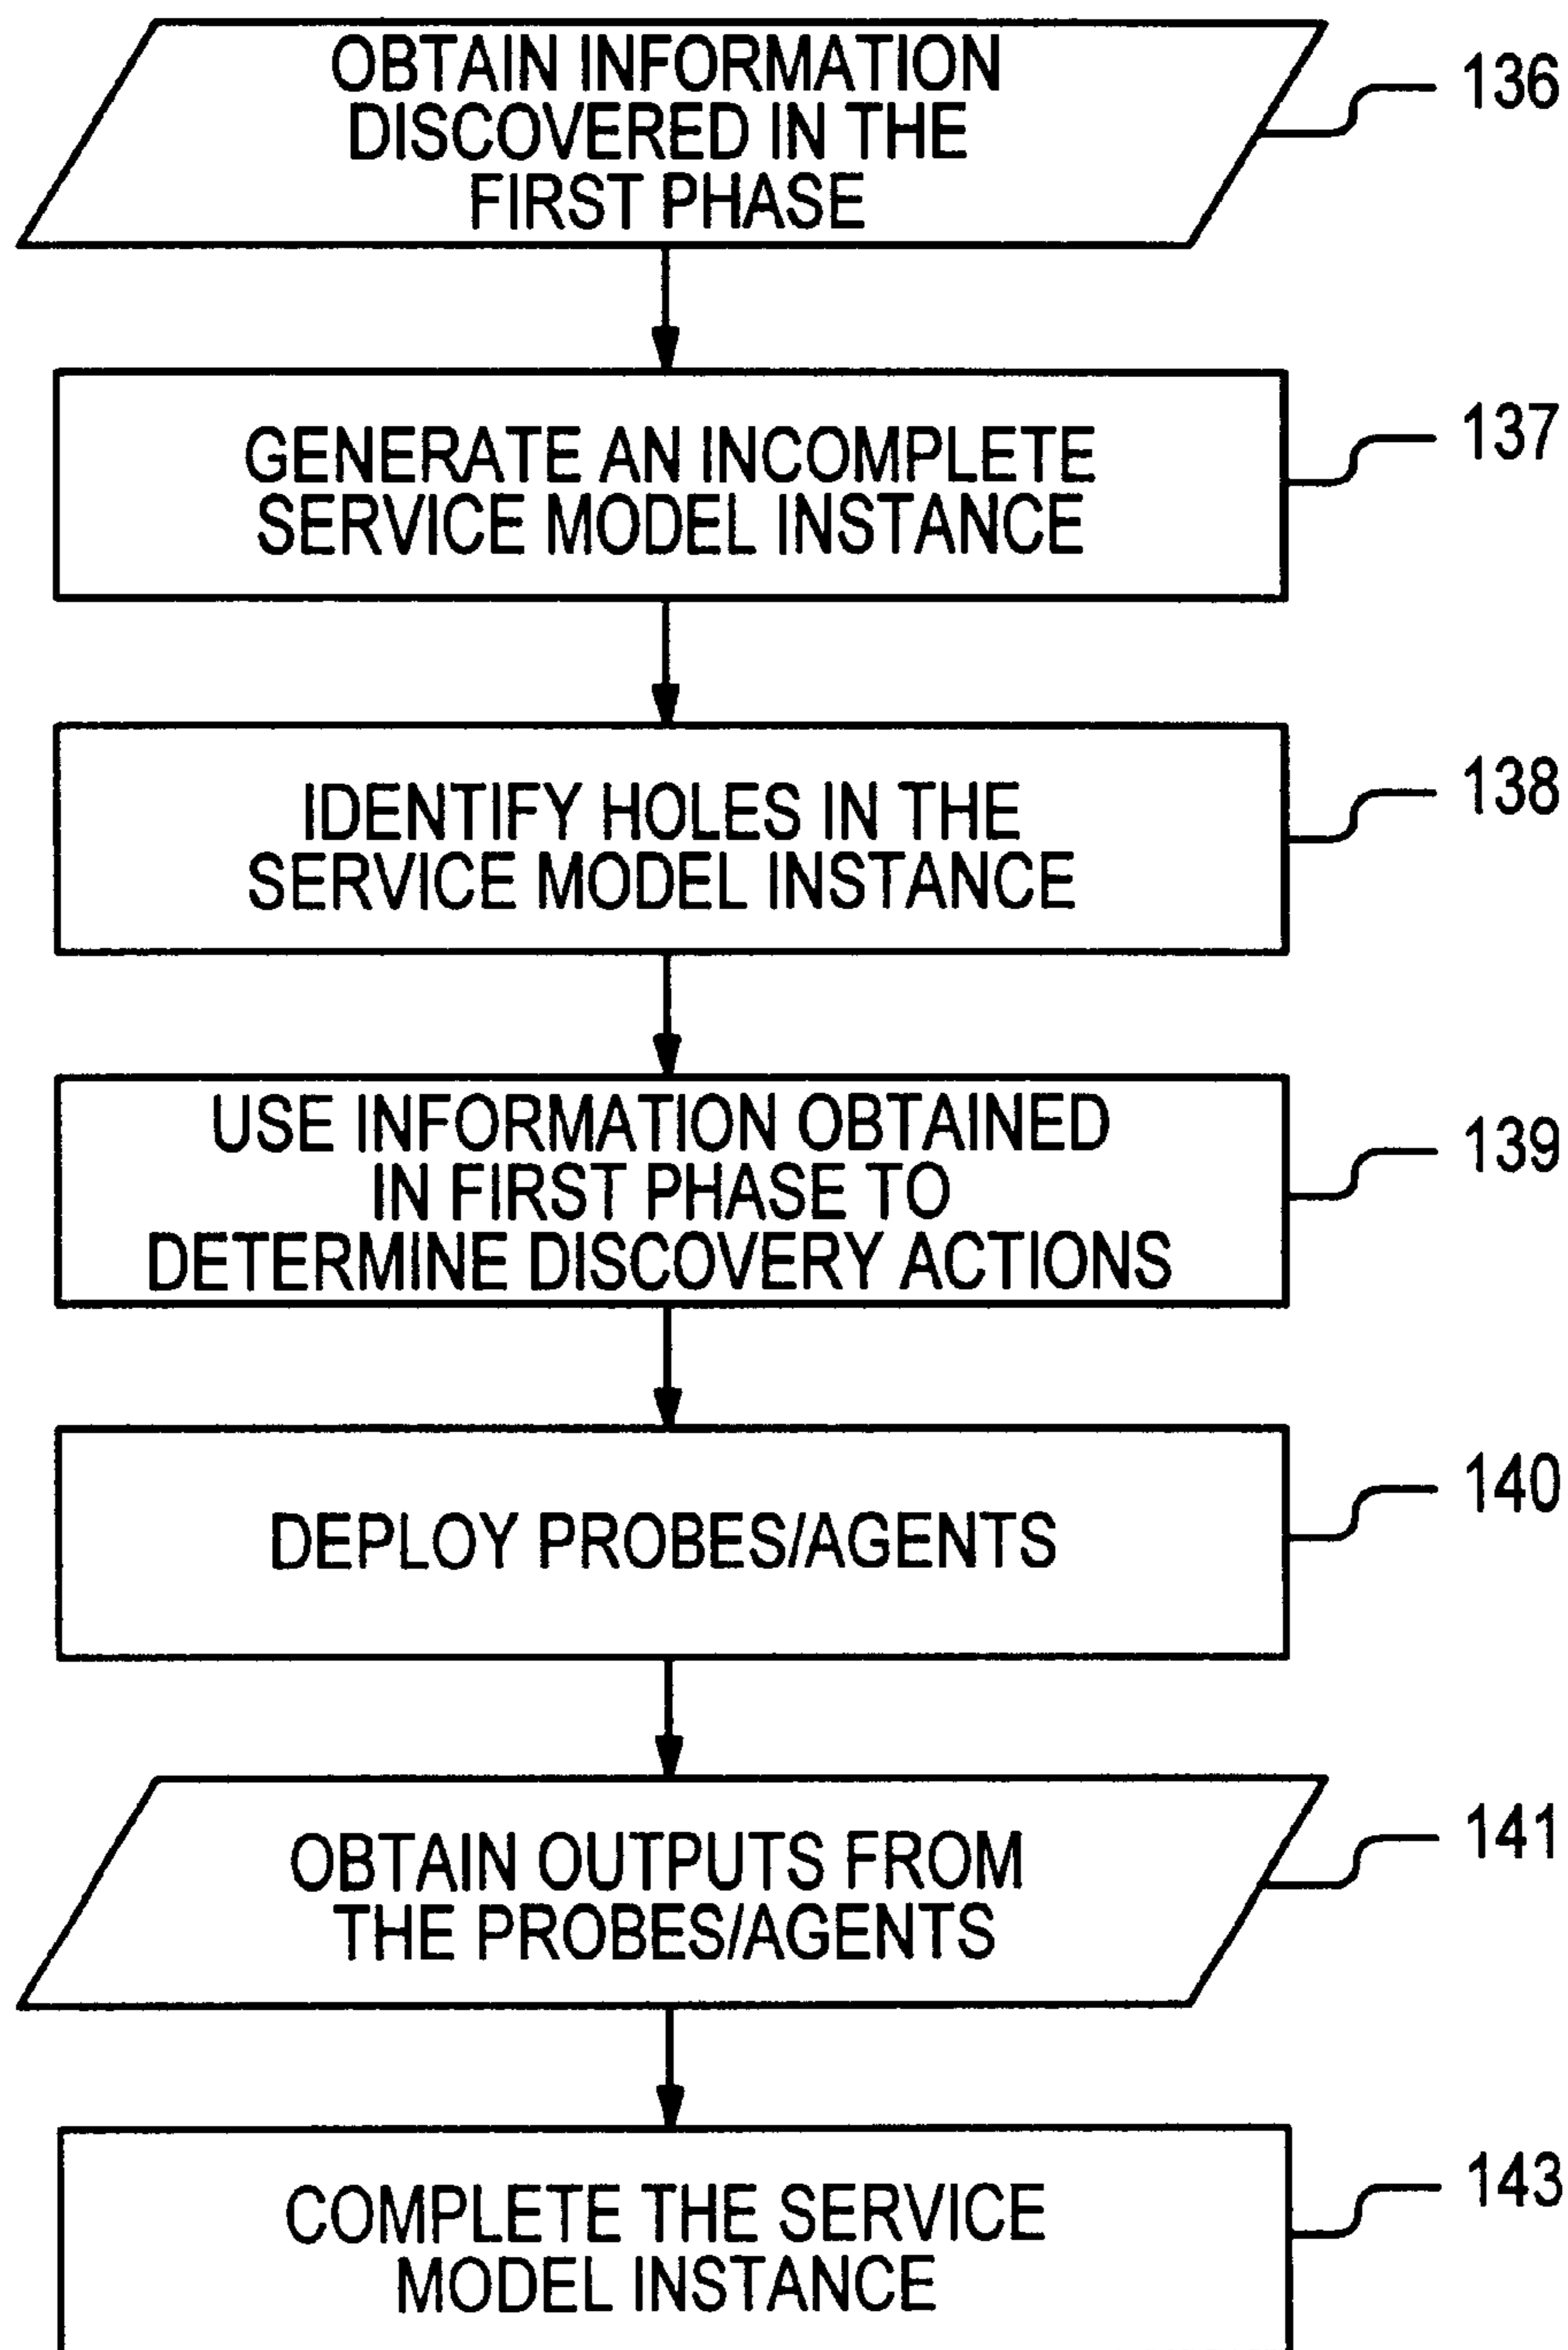 OBTAIN INFORMATION
DISCOVERED IN THE
FIRST PHASE
136
GENERATE AN INCOMPLETE
SERVICE MODEL INSTANCE
137
IDENTIFY HOLES IN THE
SERVICE MODEL INSTANCE
138
USE INFORMATION OBTAINED
IN FIRST PHASE TO
DETERMINE DISCOVERY ACTIONS
139
DEPLOY PROBES/AGENTS
140
OBTAIN OUTPUTS FROM
THE PROBES/AGENTS
141
COMPLETE THE SERVICE
MODEL INSTANCE
143